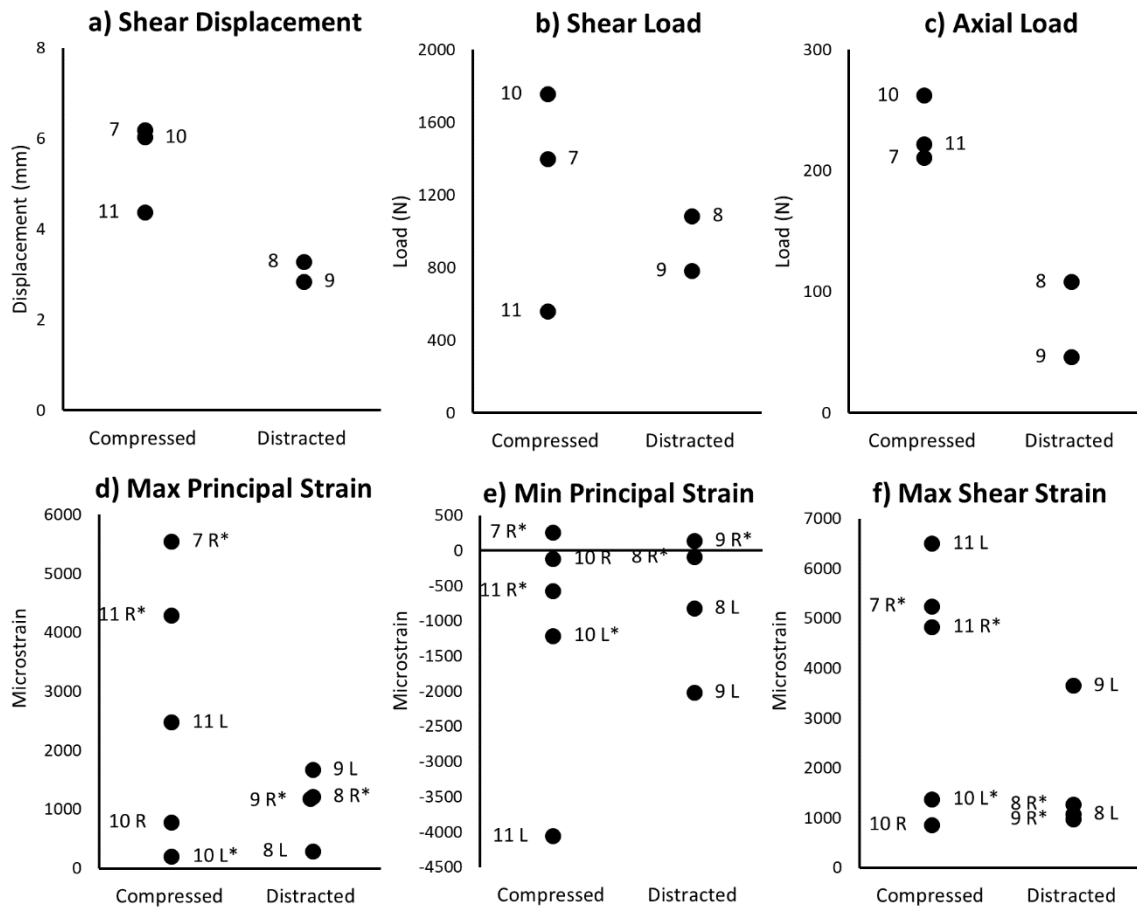 a) Shear Displacement
8
6
4
2
0
Displacement (mm)
7
10
11
8
9
Compressed
Distracted
b) Shear Load
2000
1600
1200
800
400
0
Load (N)
10
7
11
8
9
Compressed
Distracted
c) Axial Load
300
200
100
0
Load (N)
10
11
7
8
9
Compressed
Distracted
d) Max Principal Strain
6000
5000
4000
3000
2000
1000
0
Microstrain
7 R*
11 R*
11 L
10 R
10 L*
9 L
9 R*
8 R*
8 L
Compressed
Distracted
e) Min Principal Strain
500
0
-500
-1000
-1500
-2000
-2500
-3000
-3500
-4000
-4500
Microstrain
7 R*
10 R
11 R*
10 L*
11 L
9 R*
8 R*
8 L
9 L
Compressed
Distracted
f) Max Shear Strain
7000
6000
5000
4000
3000
2000
1000
0
Microstrain
11 L
7 R*
11 R*
10 L*
10 R
9 L
8 R*
8 L
9 R*
Compressed
Distracted